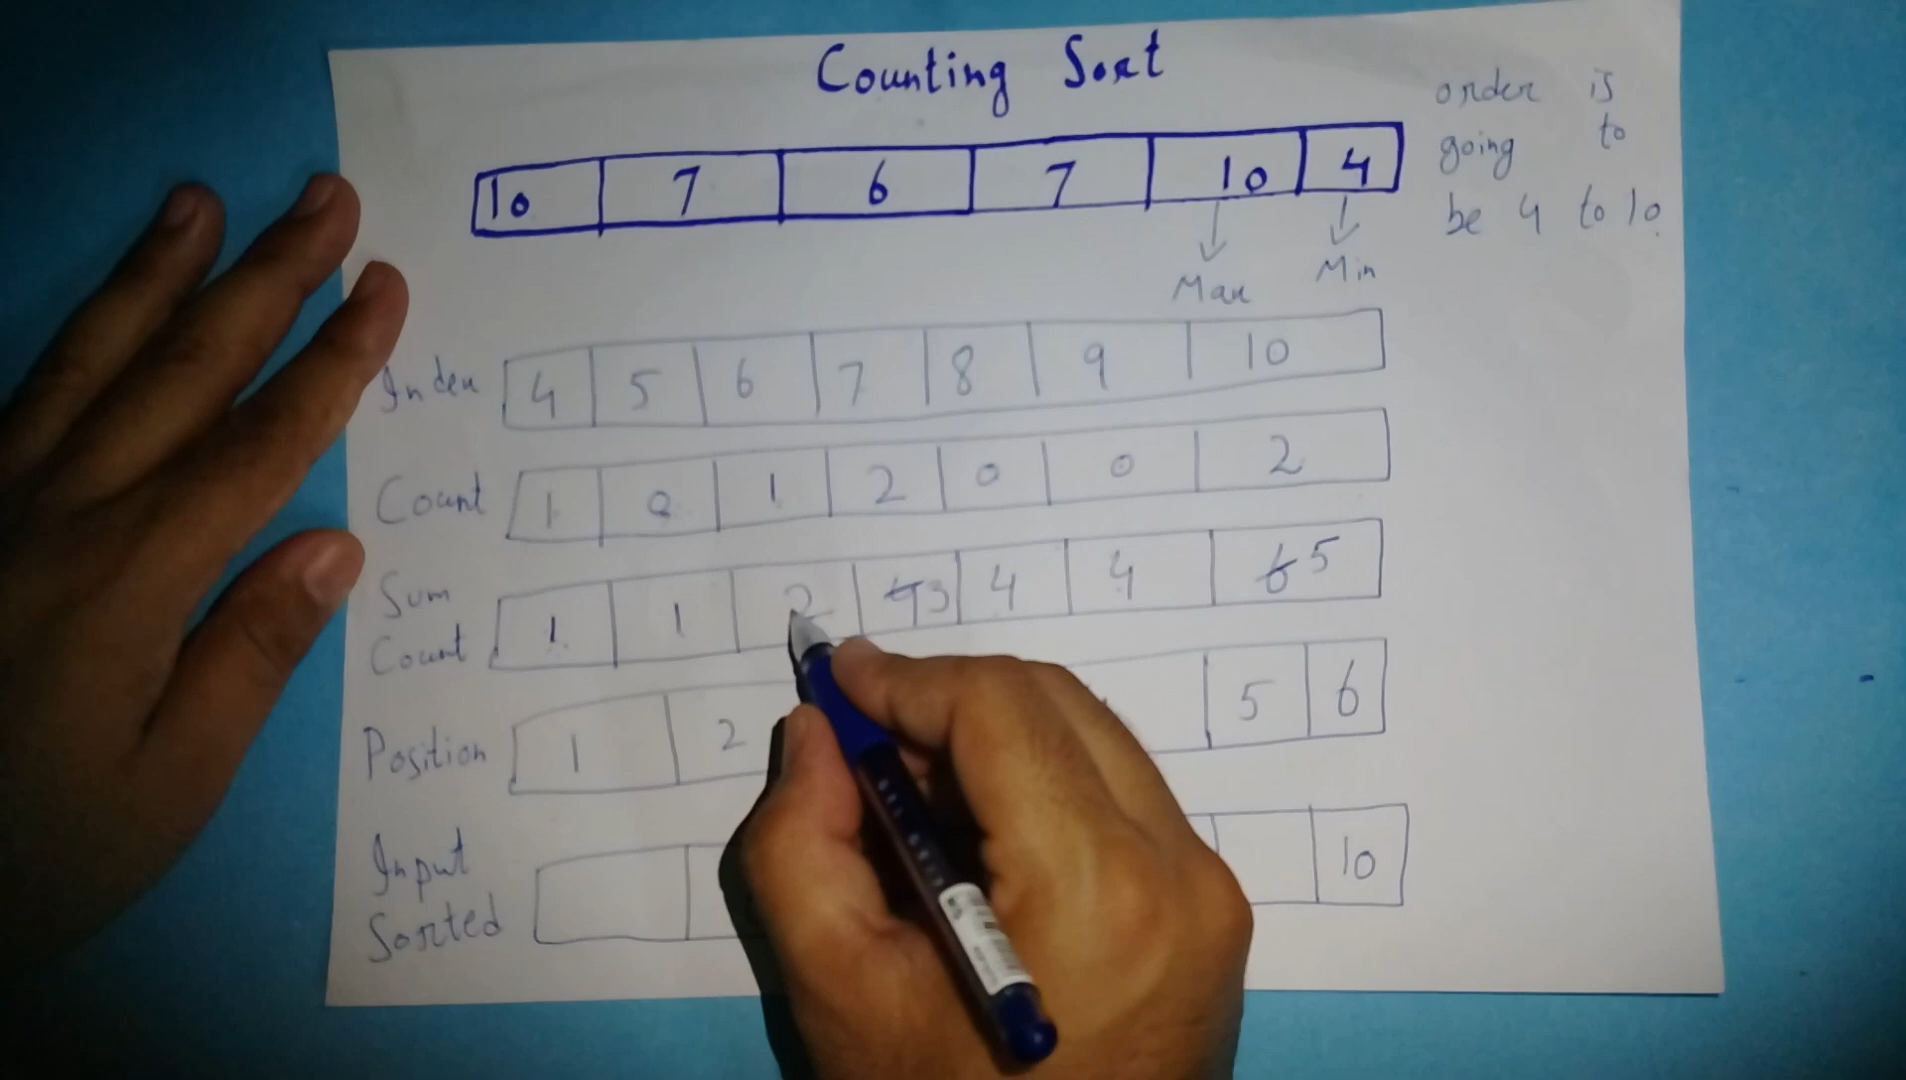 Counting Sort
10 7 6 7 10 4
order is
going to
be 4 to 10.
Max Min
Index 4 5 6 7 8 9 10
Count 1 0 1 2 0 0 2
Sum
Count 1 1 2 4 3 4 4 6 5
Position 1 2 5 6
Input
Sorted 10